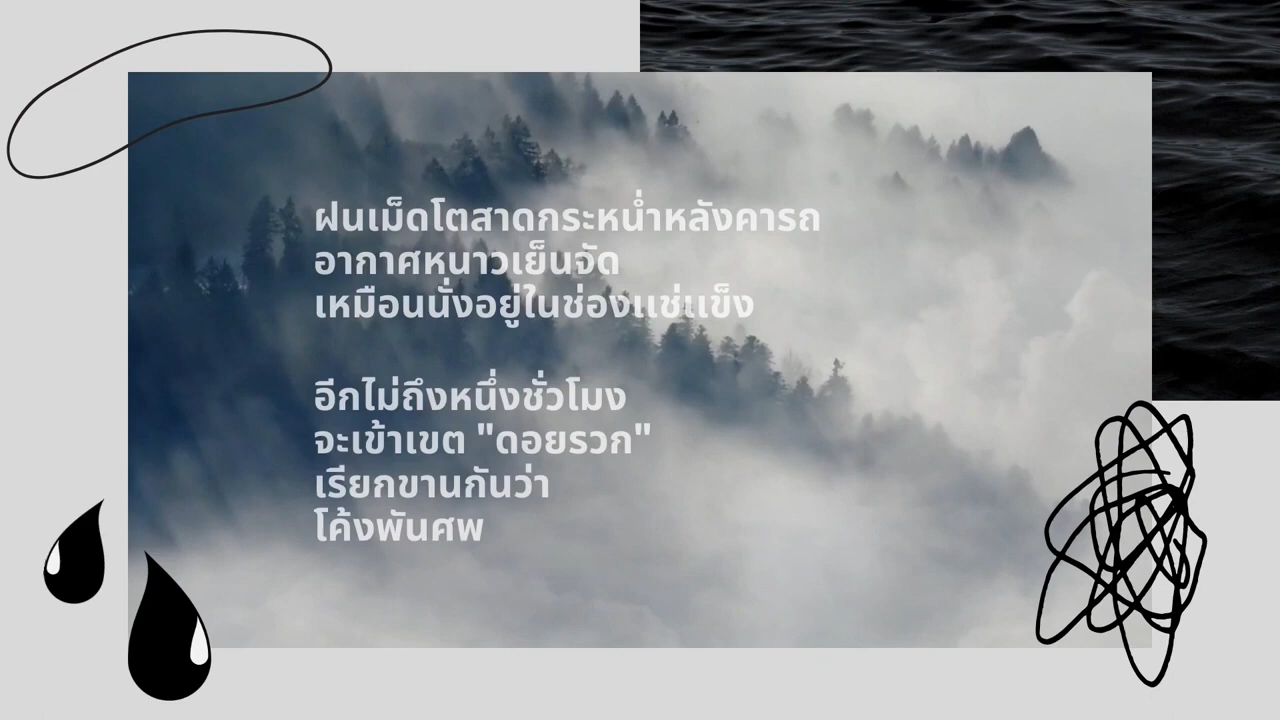 ฝนเม็ดโตสาดกระหน่ำหลังคารถ
อากาศหนาวเย็นจัด
เหมือนนั่งอยู่ในช่องแช่แข็ง
อีกไม่ถึงหนึ่งชั่วโมง
จะเข้าเขต "ดอยรวก"
เรียกขานกันว่า
โค้งพันศพ